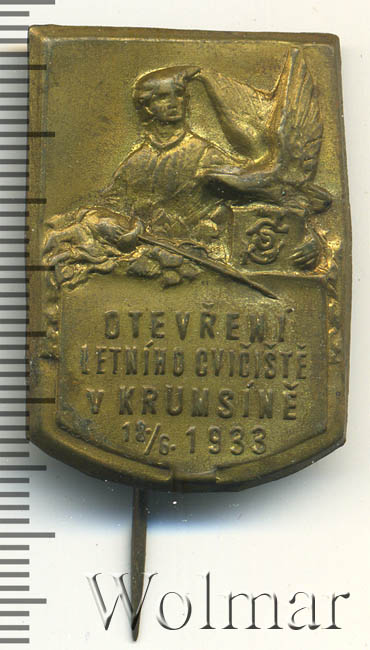 OTEVŘENÍ
LETNÍHO CVIČIŠTĚ
V KRUMSÍNĚ
18/6. 1933
Wolmar